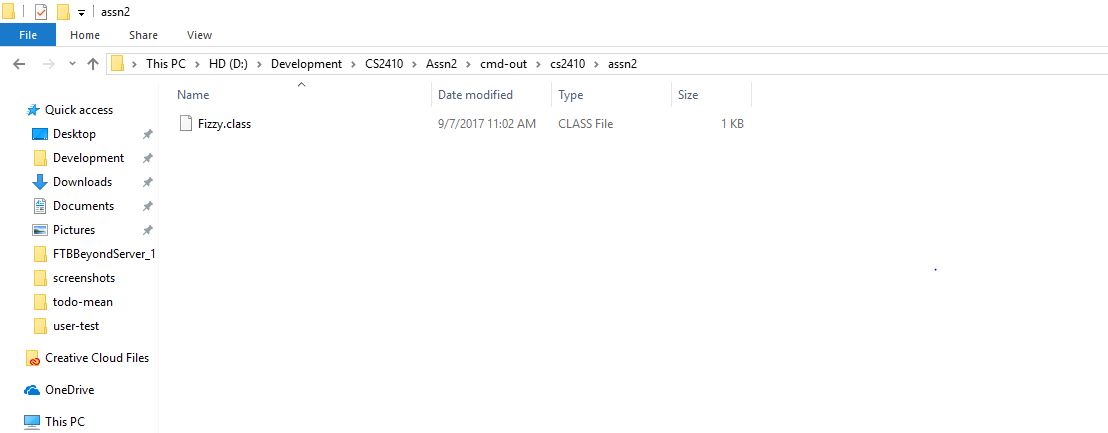 assn2
File Home Share View
This PC > HD (D:) > Development > CS2410 > Assn2 > cmd-out > cs2410 > assn2
Name Date modified Type Size
Quick access
Fizzy.class 9/7/2017 11:02 AM CLASS File 1 KB
Desktop
Development
Downloads
Documents
Pictures
FTBBeyondServer_1
screenshots
todo-mean
user-test
Creative Cloud Files
OneDrive
This PC